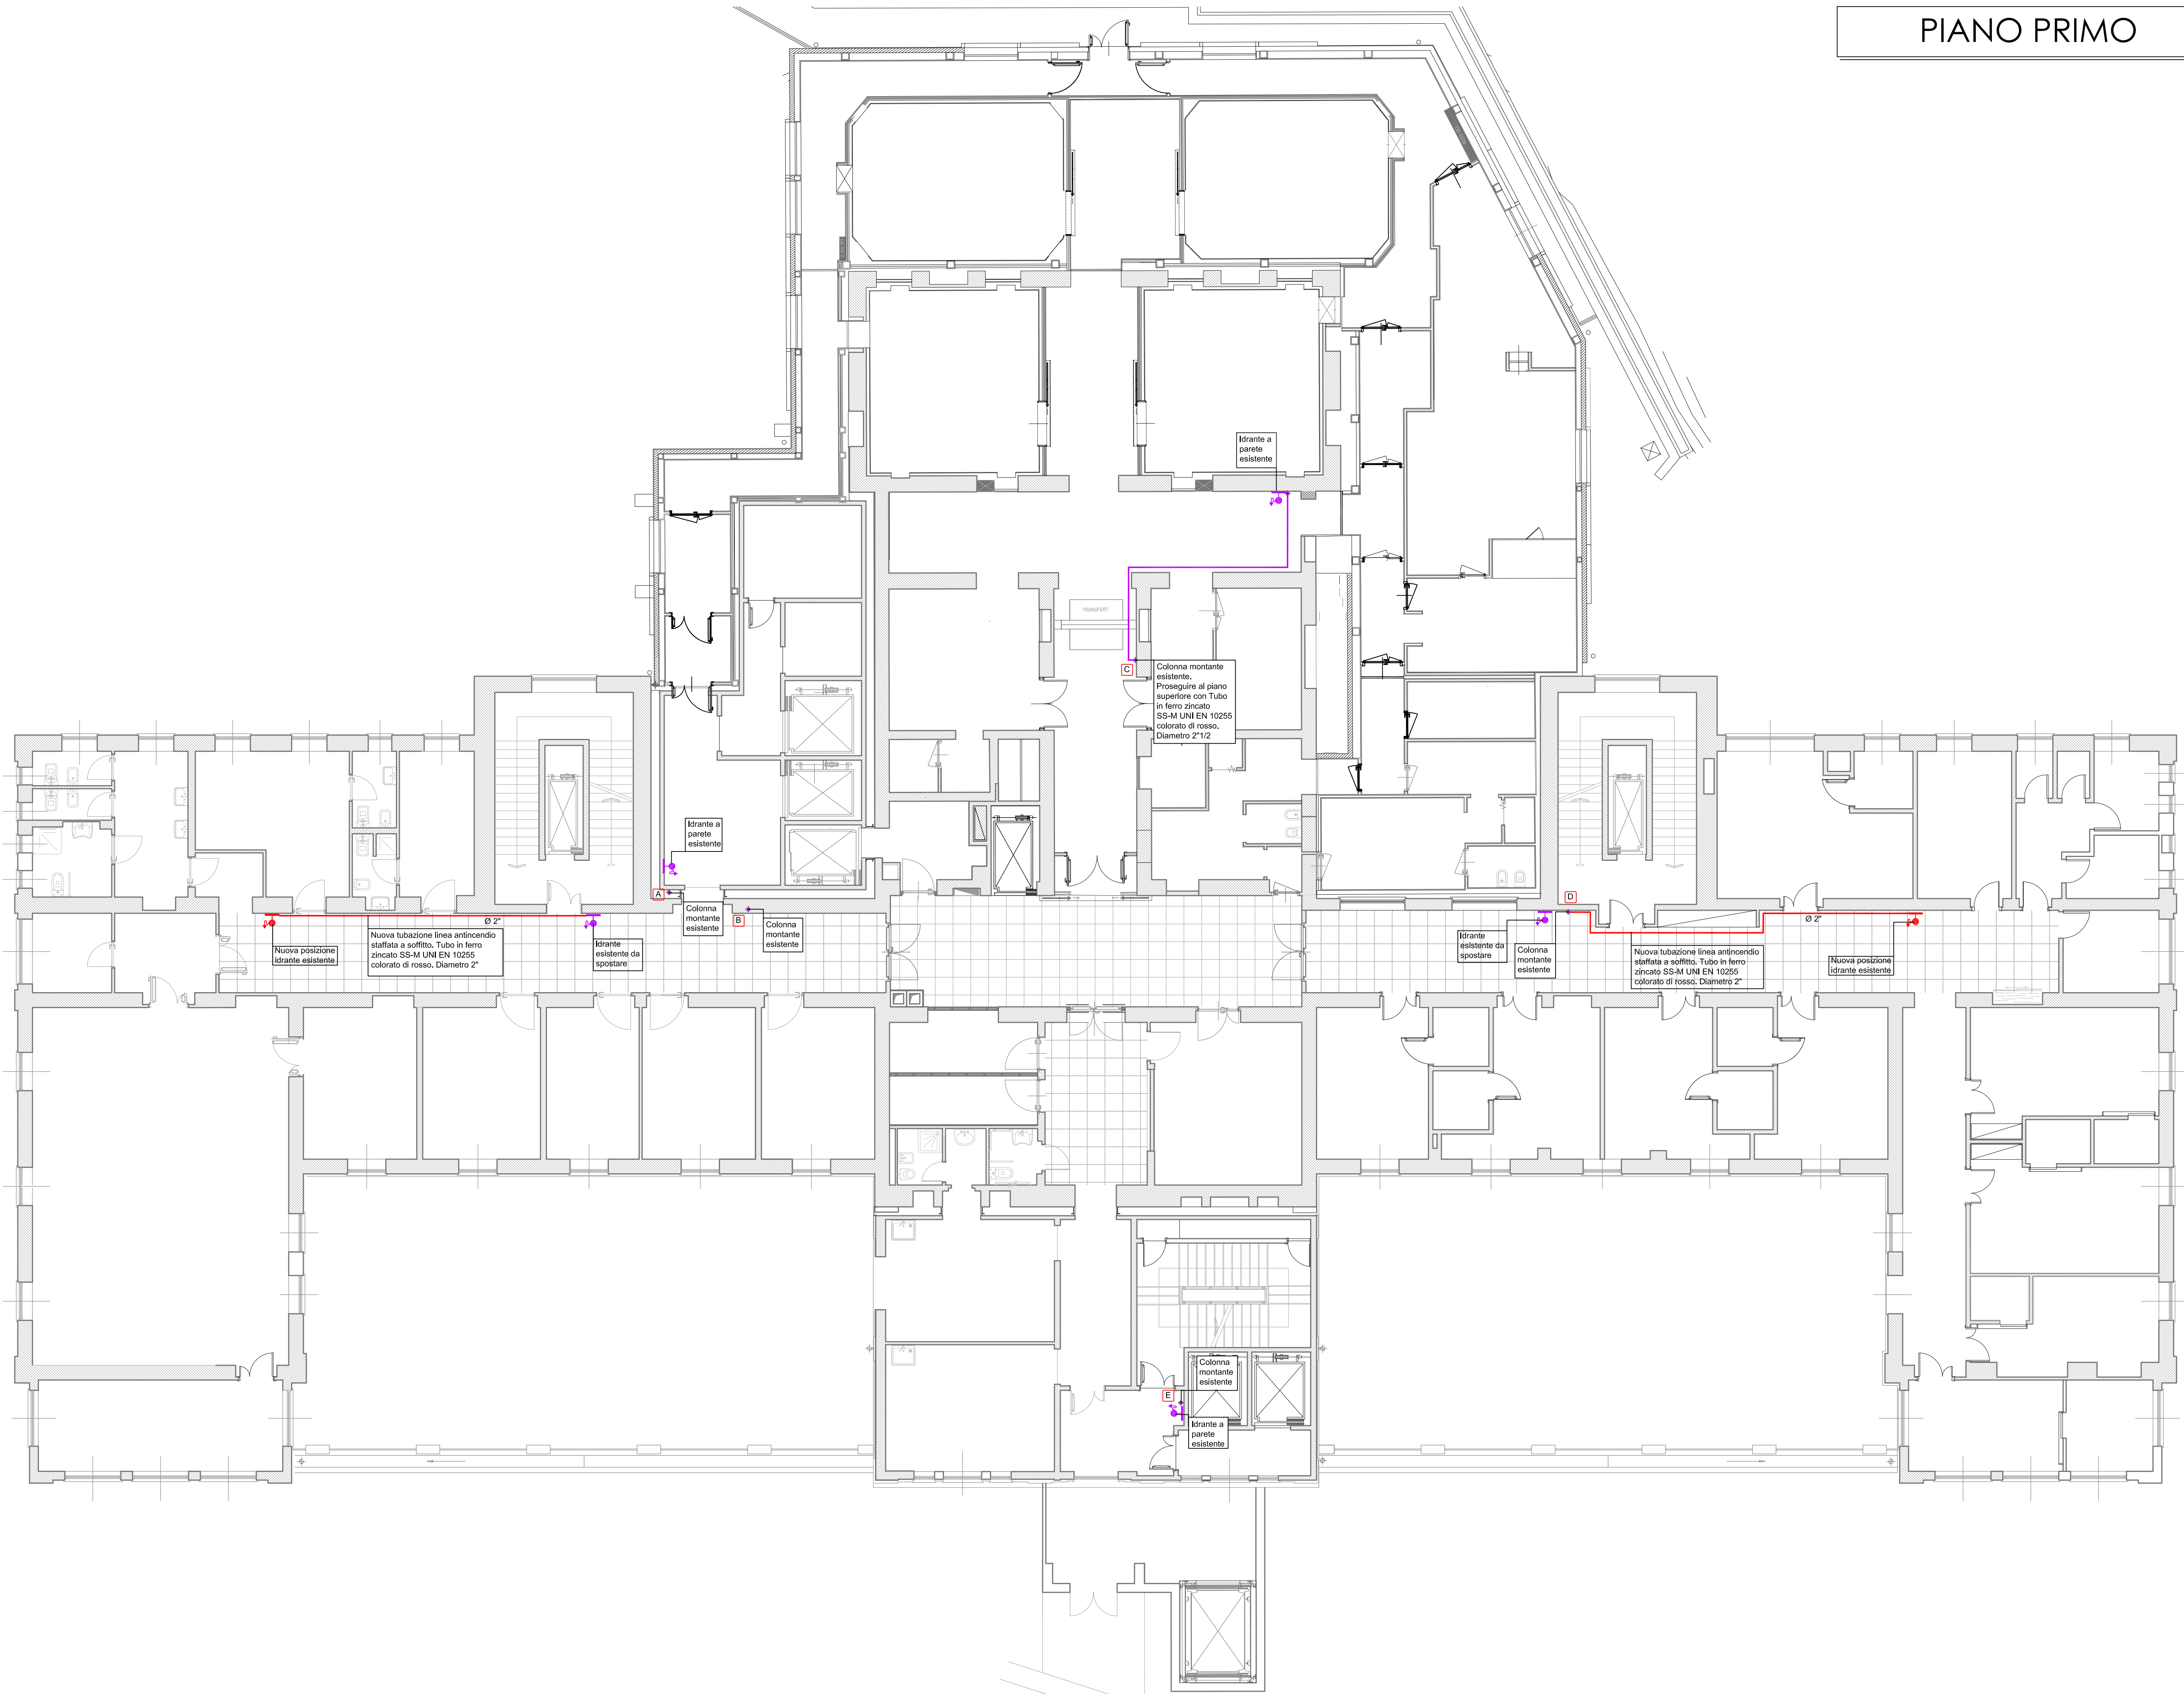 PIANO PRIMO
Idrante a
parete
esistente
TRANSFERT
C
Colonna montante
esistente.
Proseguire al piano
superiore con Tubo
in ferro zincato
SS-M UNI EN 10255
colorato di rosso.
Diametro 2"1/2
Idrante a
parete
esistente
A
Colonna
montante
esistente
B
Colonna
montante
esistente
D
Ø 2"
Nuova posizione
idrante esistente
Nuova tubazione linea antincendio
staffata a soffitto. Tubo in ferro
zincato SS-M UNI EN 10255
colorato di rosso. Diametro 2"
Idrante
esistente da
spostare
Idrante
esistente da
spostare
Colonna
montante
esistente
Ø 2"
Nuova tubazione linea antincendio
staffata a soffitto. Tubo in ferro
zincato SS-M UNI EN 10255
colorato di rosso. Diametro 2"
Nuova posizione
idrante esistente
Colonna
montante
esistente
E
Idrante a
parete
esistente